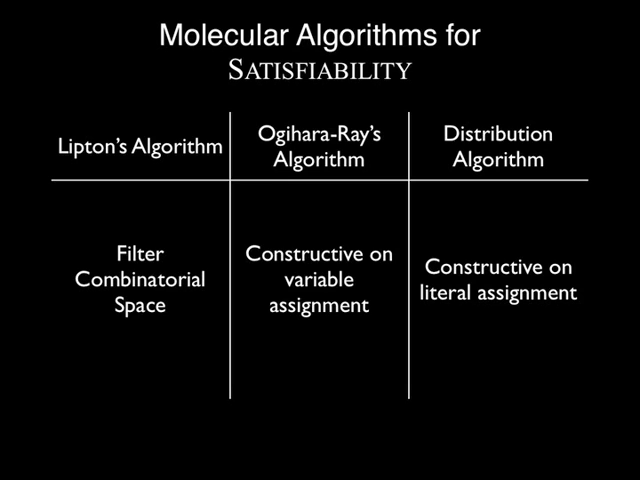 Molecular Algorithms for
SATISFIABILITY
Lipton's Algorithm
Ogihara-Ray's
Algorithm
Distribution
Algorithm
Filter
Combinatorial
Space
Constructive on
variable
assignment
Constructive on
literal assignment